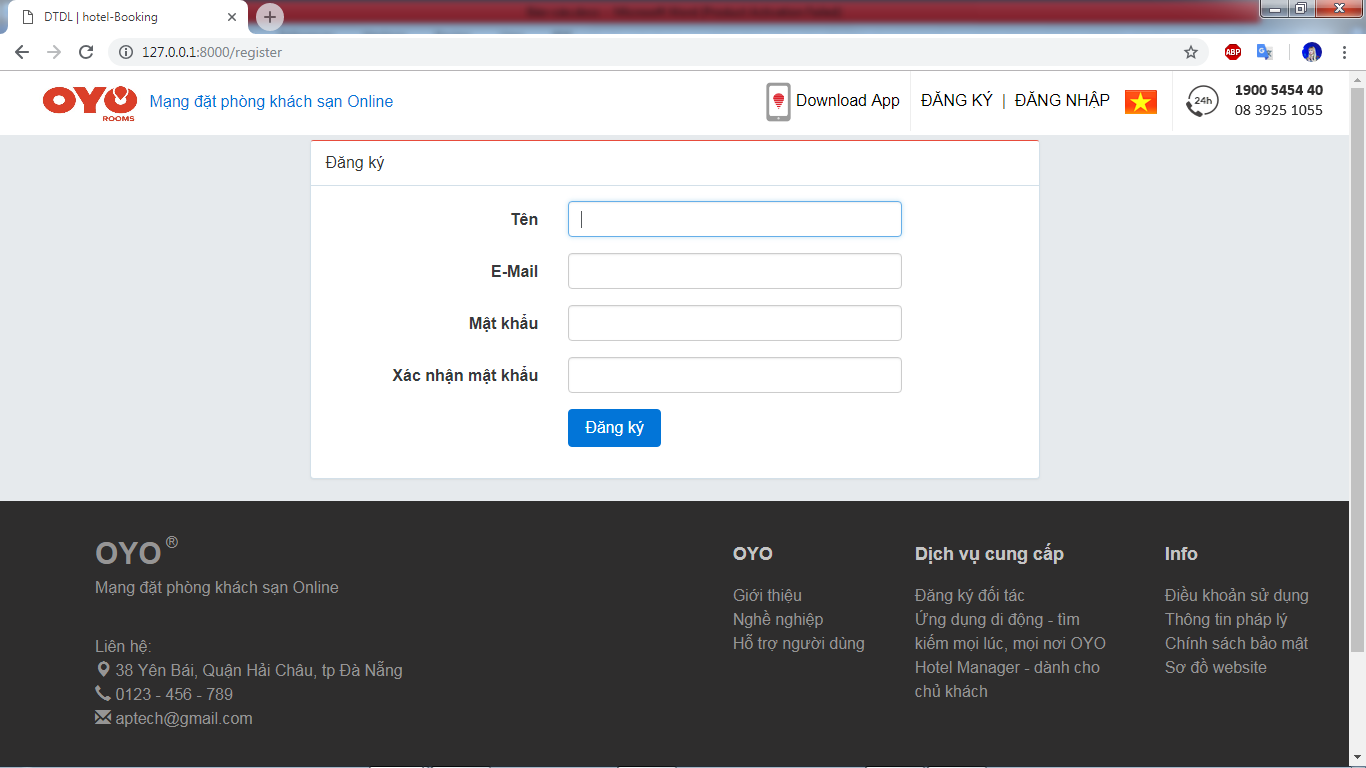 DTDL | hotel-Booking
127.0.0.1:8000/register
ABP
OYO
ROOMS
Mạng đặt phòng khách sạn Online
Download App
ĐĂNG KÝ | ĐĂNG NHẬP
24h
1900 5454 40
08 3925 1055
Đăng ký
Tên
E-Mail
Mật khẩu
Xác nhận mật khẩu
Đăng ký
OYO ®
Mạng đặt phòng khách sạn Online
Liên hệ:
38 Yên Bái, Quận Hải Châu, tp Đà Nẵng
0123 - 456 - 789
aptech@gmail.com
OYO
Giới thiệu
Nghề nghiệp
Hỗ trợ người dùng
Dịch vụ cung cấp
Đăng ký đối tác
Ứng dụng di động - tìm
kiếm mọi lúc, mọi nơi OYO
Hotel Manager - dành cho
chủ khách
Info
Điều khoản sử dụng
Thông tin pháp lý
Chính sách bảo mật
Sơ đồ website